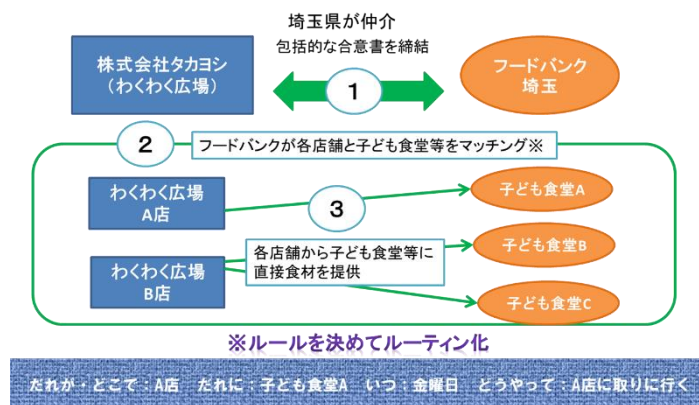 埼玉県が仲介
包括的な合意書を締結
株式会社タカヨシ
（わくわく広場）
1
フードバンク
埼玉
2
フードバンクが各店舗と子ども食堂等をマッチング※
わくわく広場
A店
3
子ども食堂A
わくわく広場
B店
各店舗から子ども食堂等に
直接食材を提供
子ども食堂B
子ども食堂C
※ルールを決めてルーティン化
だれが・どこで：A店　だれに：子ども食堂A　いつ：金曜日　どうやって：A店に取りに行く